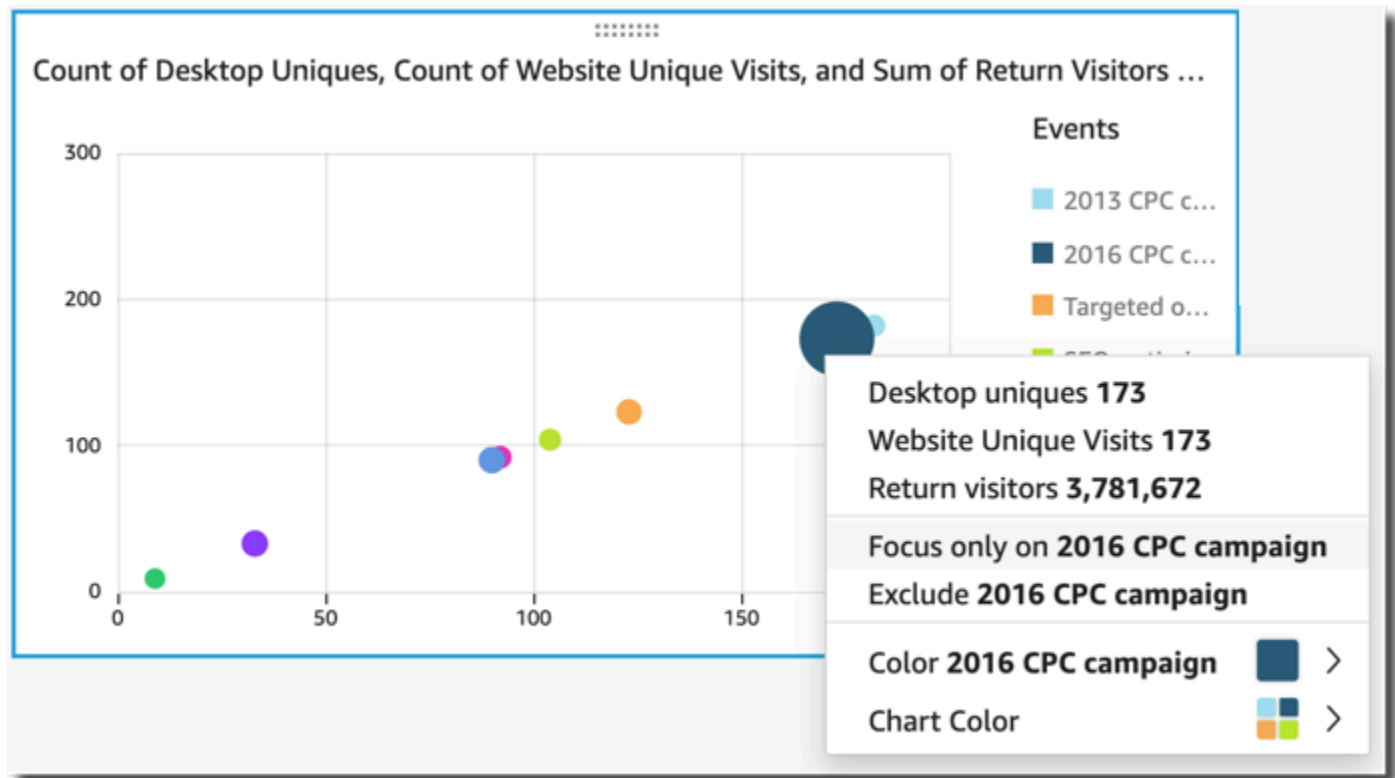 Count of Desktop Uniques, Count of Website Unique Visits, and Sum of Return Visitors ...
Events
300
2013 CPC c...
2016 CPC c...
200
Targeted o...
Desktop uniques 173
Website Unique Visits 173
100
Return visitors 3,781,672
Focus only on 2016 CPC campaign
Exclude 2016 CPC campaign
0
0 50 100 150
Color 2016 CPC campaign
Chart Color